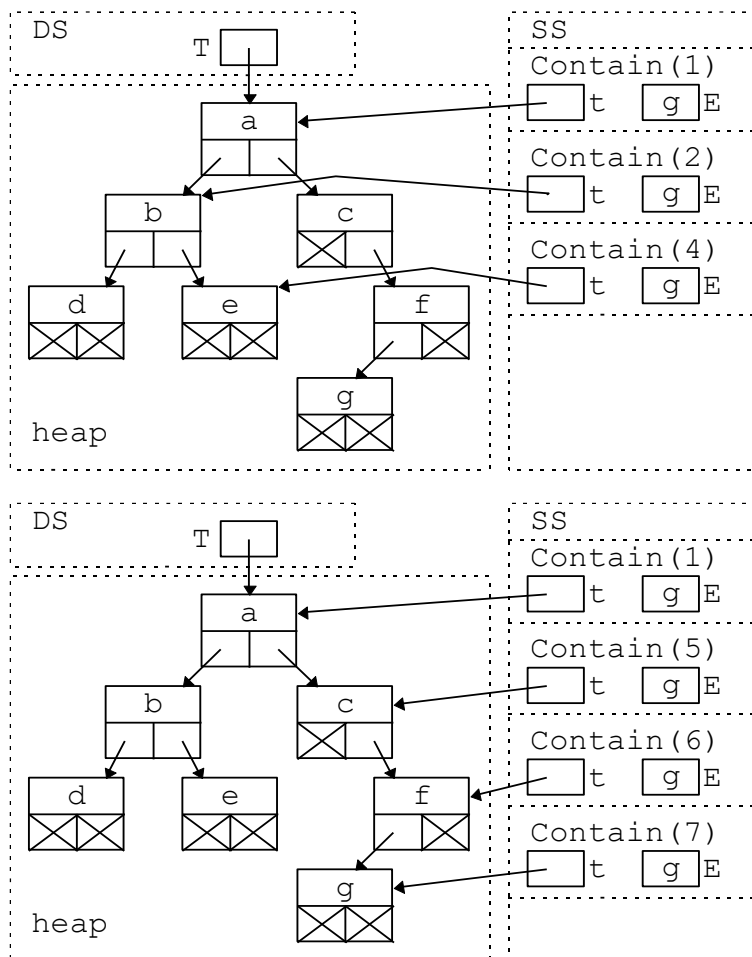 DS
T
SS
Contain(1)
t g E
a
Contain(2)
t g E
b c
Contain(4)
t g E
d e f
g
heap
DS
T
SS
Contain(1)
t g E
a
Contain(5)
t g E
b c
Contain(6)
t g E
d e f
Contain(7)
t g E
g
heap